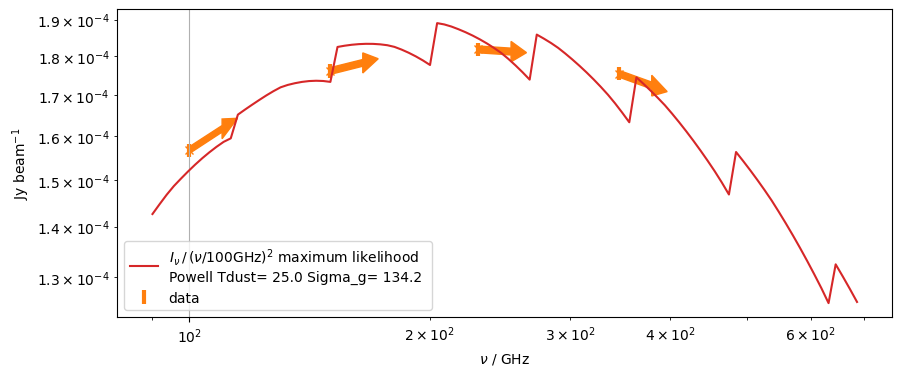 1.9 × 10⁻⁴
1.8 × 10⁻⁴
1.7 × 10⁻⁴
1.6 × 10⁻⁴
1.5 × 10⁻⁴
1.4 × 10⁻⁴
1.3 × 10⁻⁴
Jy beam⁻¹
I_ν / (ν/100GHz)² maximum likelihood
Powell Tdust= 25.0 Sigma_g= 134.2
data
10² 2 × 10² 3 × 10² 4 × 10² 6 × 10²
ν / GHz